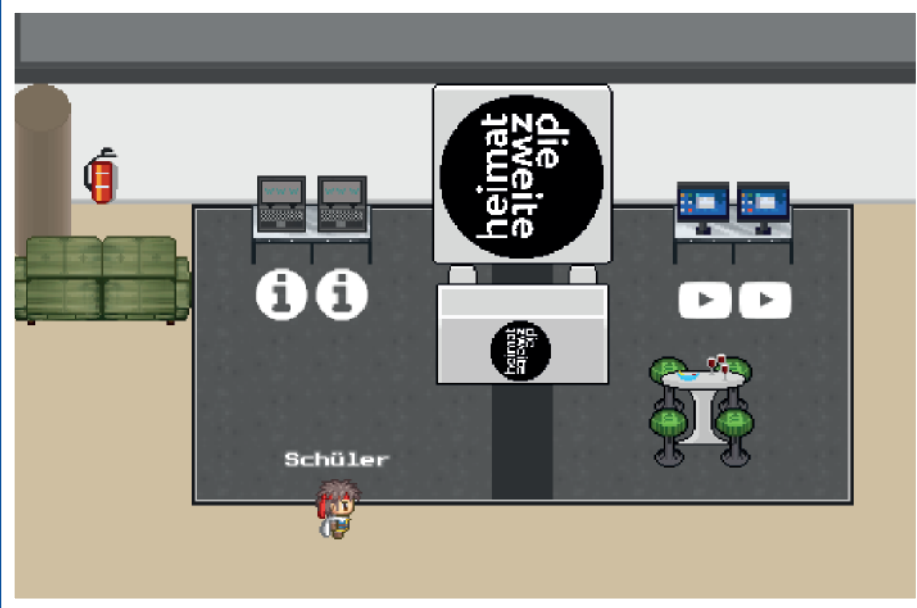 die
zweite
heimat
die
zweite
heimat
Schüler